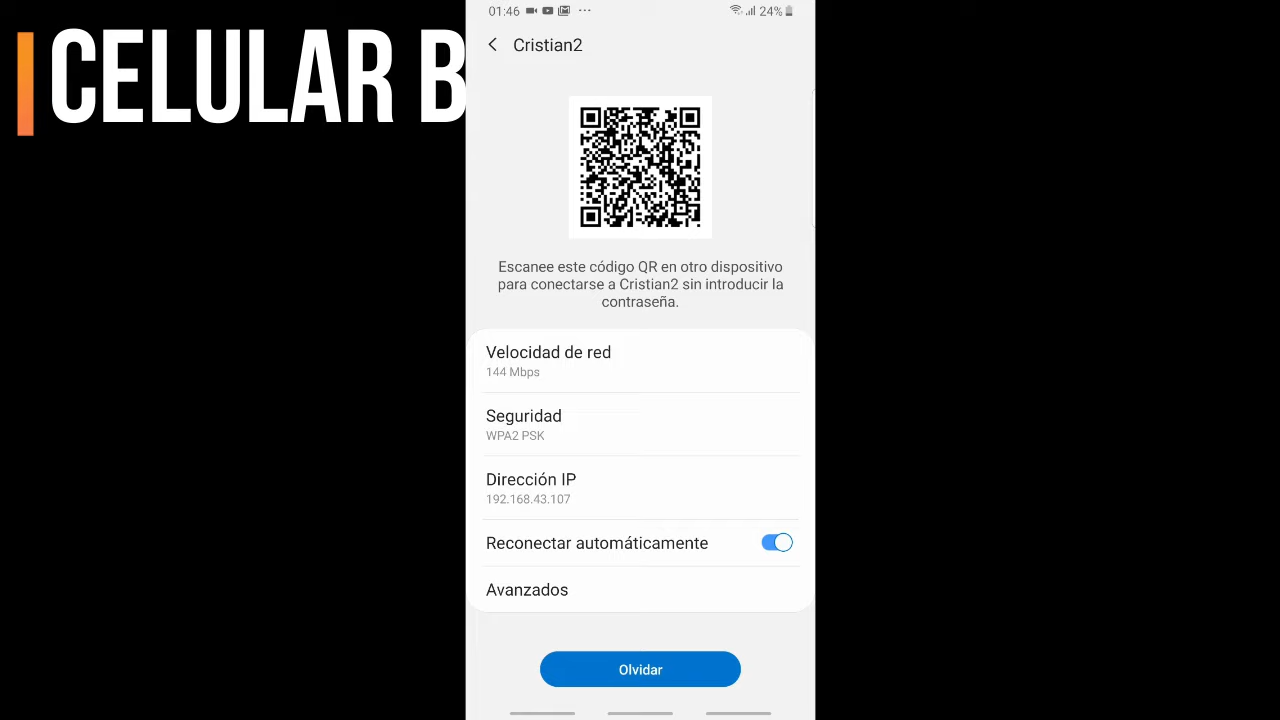 CELULAR B
01:46
24%
Cristian2
Escanee este código QR en otro dispositivo
para conectarse a Cristian2 sin introducir la
contraseña.
Velocidad de red
144 Mbps
Seguridad
WPA2 PSK
Dirección IP
192.168.43.107
Reconectar automáticamente
Avanzados
Olvidar